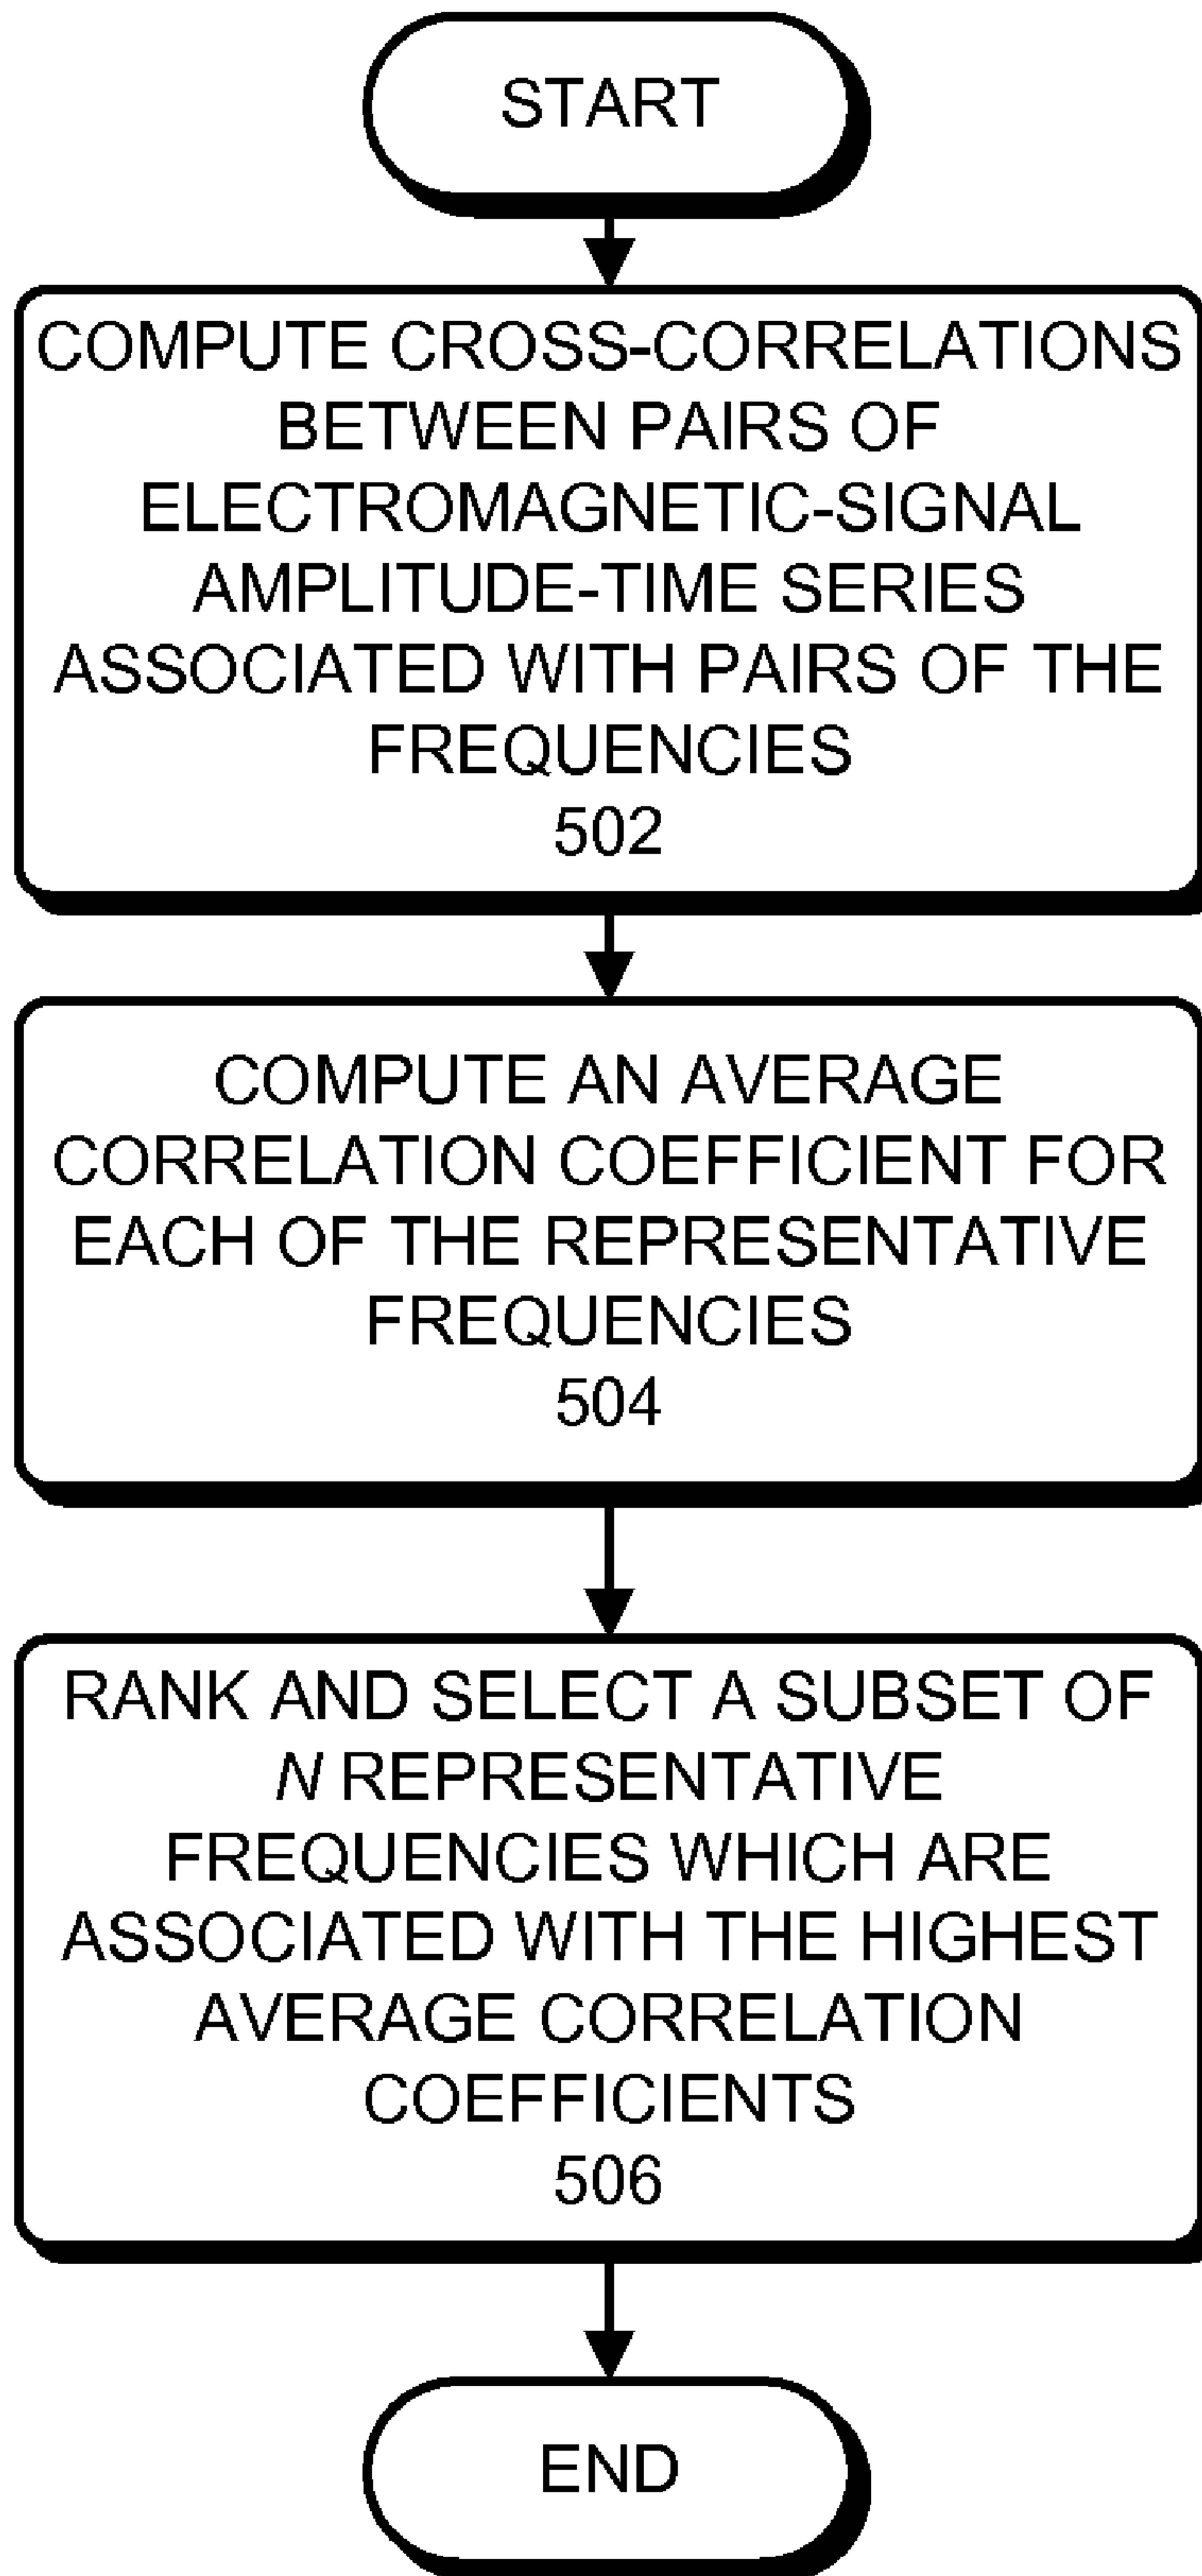 START
COMPUTE CROSS-CORRELATIONS
BETWEEN PAIRS OF
ELECTROMAGNETIC-SIGNAL
AMPLITUDE-TIME SERIES
ASSOCIATED WITH PAIRS OF THE
FREQUENCIES
502
COMPUTE AN AVERAGE
CORRELATION COEFFICIENT FOR
EACH OF THE REPRESENTATIVE
FREQUENCIES
504
RANK AND SELECT A SUBSET OF
N REPRESENTATIVE
FREQUENCIES WHICH ARE
ASSOCIATED WITH THE HIGHEST
AVERAGE CORRELATION
COEFFICIENTS
506
END